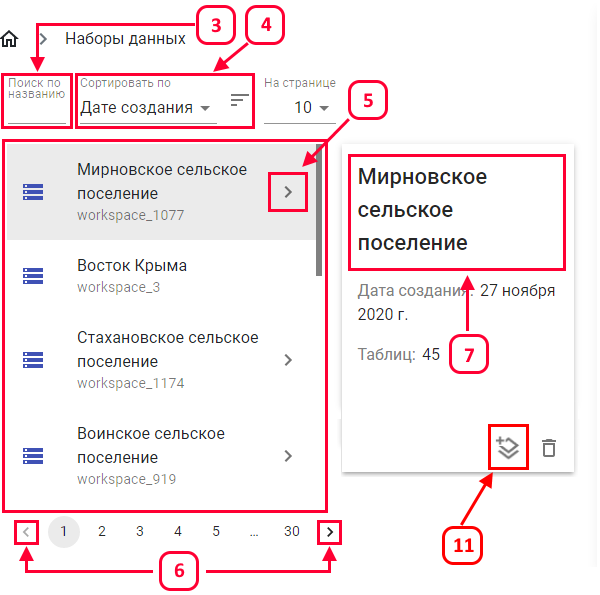 3
4
Наборы данных
Поиск по
названию
Сортировать по
Дате создания
На странице
10
5
Мирновское сельское
поселение
workspace_1077
Восток Крыма
workspace_3
Стахановское сельское
поселение
workspace_1174
Воинское сельское
поселение
workspace_919
1 2 3 4 5 ... 30
6
Мирновское
сельское
поселение
Дата создания: 27 ноября
2020 г.
Таблиц: 45
7
11